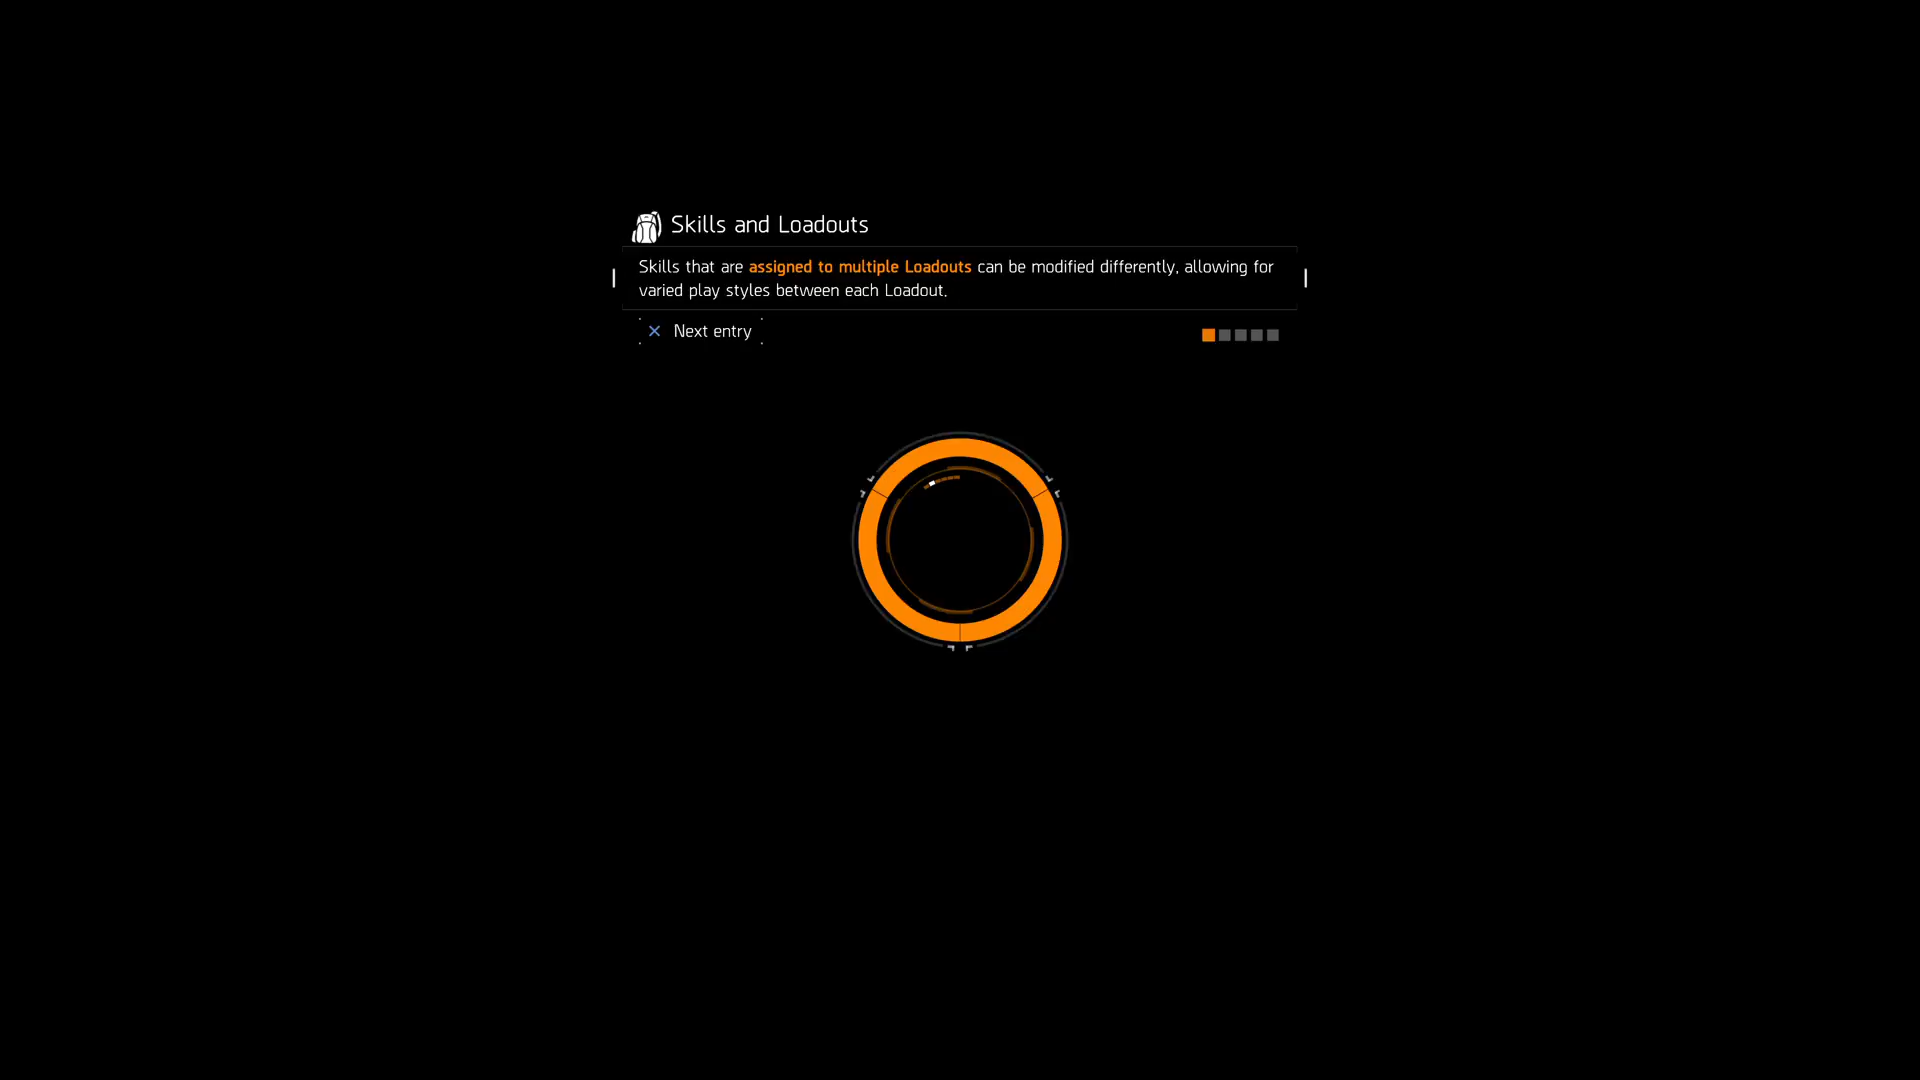 Skills and Loadouts
Skills that are assigned to multiple Loadouts can be modified differently, allowing for
varied play styles between each Loadout.
Next entry